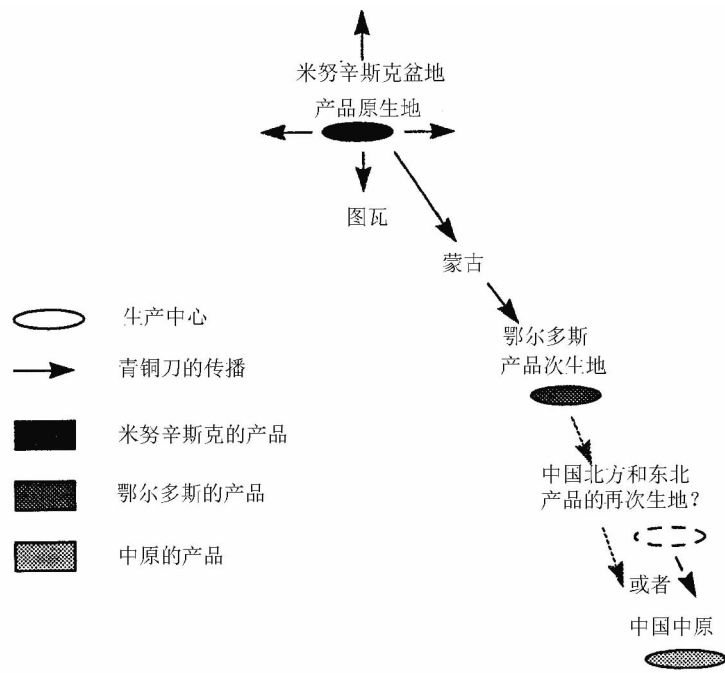 米努辛斯克盆地
产品原生地
图瓦
蒙古
鄂尔多斯
产品次生地
中国北方和东北
产品的再次生地?
或者
中国中原
生产中心
青铜刀的传播
米努辛斯克的产品
鄂尔多斯的产品
中原的产品